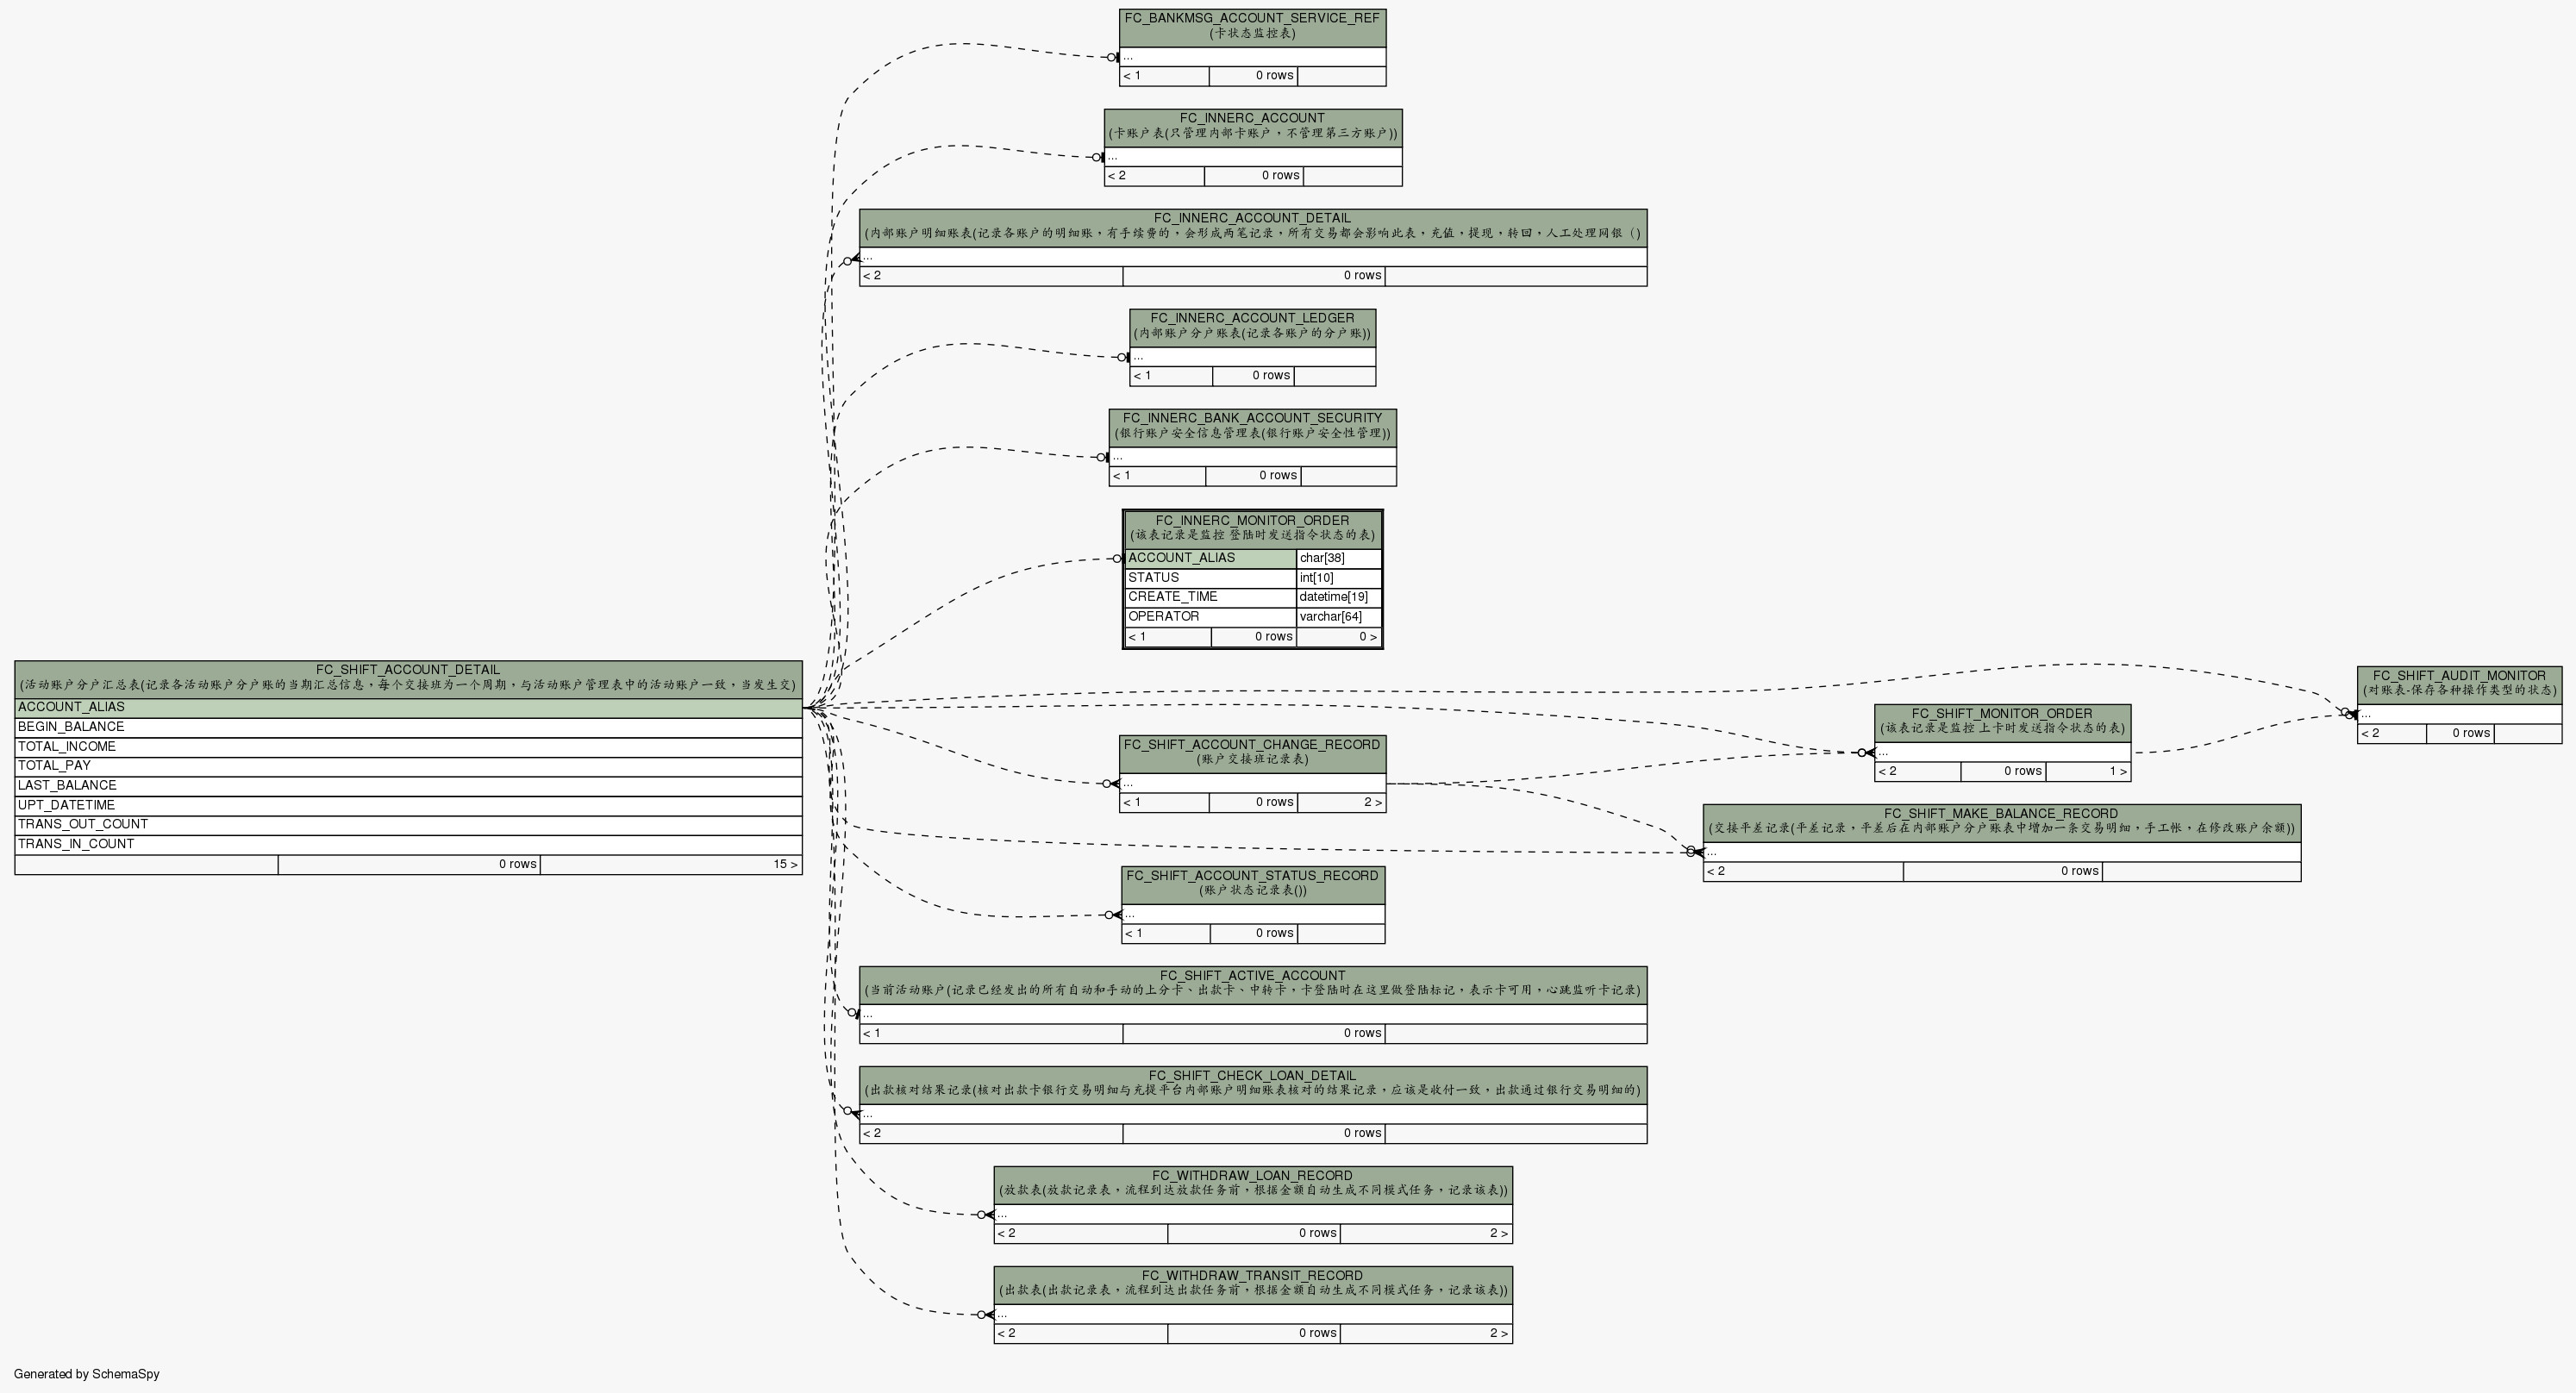 FC_BANKMSG_ACCOUNT_SERVICE_REF
(卡状态监控表)
...
< 1 0 rows
FC_INNERC_ACCOUNT
(卡账户表(只管理内部卡账户，不管理第三方账户))
...
< 2 0 rows
FC_INNERC_ACCOUNT_DETAIL
(内部账户明细账表(记录各账户的明细账，有手续费的，会形成两笔记录，所有交易都会影响此表，充值，提现，转回，人工处理网银（)
...
< 2 0 rows
FC_INNERC_ACCOUNT_LEDGER
(内部账户分户账表(记录各账户的分户账))
...
< 1 0 rows
FC_INNERC_BANK_ACCOUNT_SECURITY
(银行账户安全信息管理表(银行账户安全性管理))
...
< 1 0 rows
FC_INNERC_MONITOR_ORDER
(该表记录是监控 登陆时发送指令状态的表)
ACCOUNT_ALIAS char[38]
STATUS int[10]
CREATE_TIME datetime[19]
OPERATOR varchar[64]
< 1 0 rows 0 >
FC_SHIFT_ACCOUNT_DETAIL
(活动账户分户汇总表(记录各活动账户分户账的当期汇总信息，每个交接班为一个周期，与活动账户管理表中的活动账户一致，当发生交)
ACCOUNT_ALIAS
BEGIN_BALANCE
TOTAL_INCOME
TOTAL_PAY
LAST_BALANCE
UPT_DATETIME
TRANS_OUT_COUNT
TRANS_IN_COUNT
0 rows 15 >
FC_SHIFT_AUDIT_MONITOR
(对账表-保存各种操作类型的状态)
...
< 2 0 rows
FC_SHIFT_MONITOR_ORDER
(该表记录是监控 上卡时发送指令状态的表)
...
< 2 0 rows 1 >
FC_SHIFT_ACCOUNT_CHANGE_RECORD
(账户交接班记录表)
...
< 1 0 rows 2 >
FC_SHIFT_MAKE_BALANCE_RECORD
(交接平差记录(平差记录，平差后在内部账户分户账表中增加一条交易明细，手工帐，在修改账户余额))
...
< 2 0 rows
FC_SHIFT_ACCOUNT_STATUS_RECORD
(账户状态记录表())
...
< 1 0 rows
FC_SHIFT_ACTIVE_ACCOUNT
(当前活动账户(记录已经发出的所有自动和手动的上分卡、出款卡、中转卡，卡登陆时在这里做登陆标记，表示卡可用，心跳监听卡记录)
...
< 1 0 rows
FC_SHIFT_CHECK_LOAN_DETAIL
(出款核对结果记录(核对出款卡银行交易明细与充提平台内部账户明细账表核对的结果记录，应该是收付一致，出款通过银行交易明细的)
...
< 2 0 rows
FC_WITHDRAW_LOAN_RECORD
(放款表(放款记录表，流程到达放款任务前，根据金额自动生成不同模式任务，记录该表))
...
< 2 0 rows 2 >
FC_WITHDRAW_TRANSIT_RECORD
(出款表(出款记录表，流程到达出款任务前，根据金额自动生成不同模式任务，记录该表))
...
< 2 0 rows 2 >
Generated by SchemaSpy